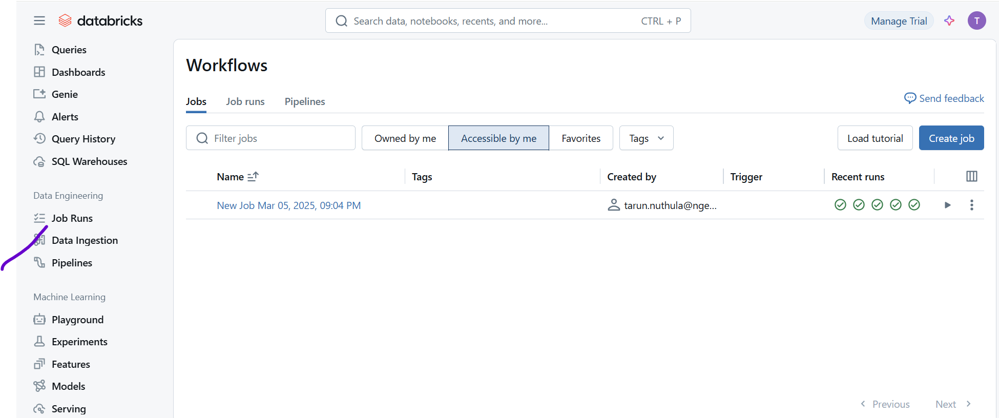 databricks
Search data, notebooks, recents, and more... CTRL + P
Manage Trial
T
Queries
Dashboards
Genie
Alerts
Query History
SQL Warehouses
Data Engineering
Job Runs
Data Ingestion
Pipelines
Machine Learning
Playground
Experiments
Features
Models
Serving
Workflows
Jobs Job runs Pipelines
Send feedback
Filter jobs Owned by me Accessible by me Favorites Tags Load tutorial Create job
Name Tags Created by Trigger Recent runs
New Job Mar 05, 2025, 09:04 PM tarun.nuthula@nge...
Previous Next